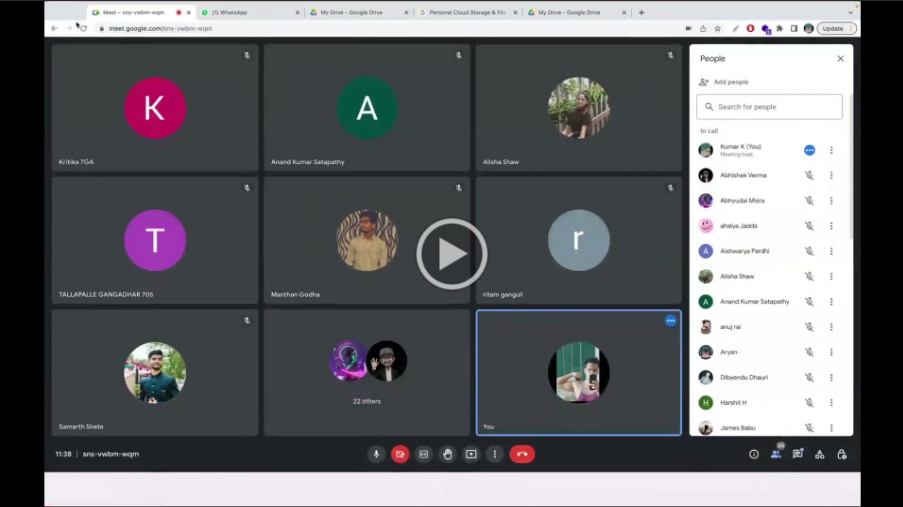 Meet – sns-vwbm-wqm
WhatsApp
My Drive – Google Drive
Personal Cloud Storage & File
My Drive – Google Drive
meet.google.com/sns-vwbm-wqm
Update
K
Kritika 7GA
A
Anand Kumar Satapathy
Alisha Shaw
T
TALLAPALLE GANGADHAR 705
Manthan Godha
r
ritam ganguli
Samarth Shete
22 others
You
People
Add people
Search for people
In call
Kumar K (You)
Meeting host
Abhishek Verma
Abhyudai Misra
ahalya Jadda
A
Aishwarya Pardhi
Alisha Shaw
A
Anand Kumar Satapathy
anuj rai
Aryan
Dibyendu Dhauri
H
Harshit H
James Babu
11:38 | sns-vwbm-wqm